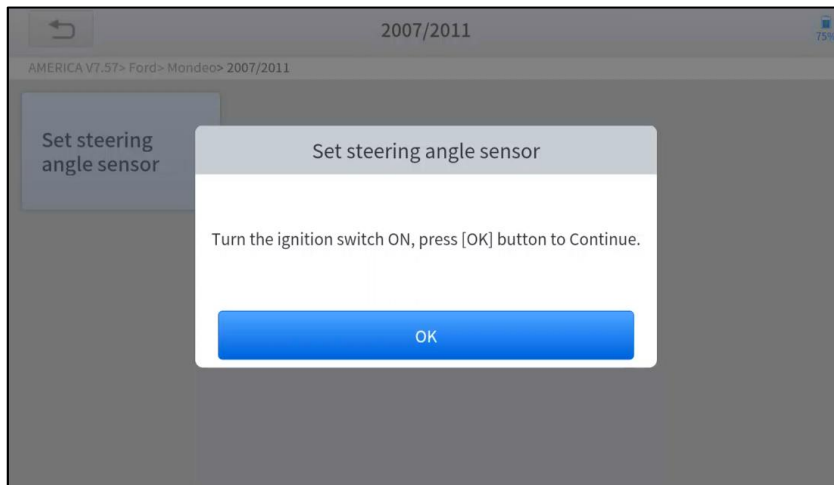 2007/2011
75%
AMERICA V7.57> Ford> Mondeo> 2007/2011
Set steering
angle sensor
Set steering angle sensor
Turn the ignition switch ON, press [OK] button to Continue.
OK